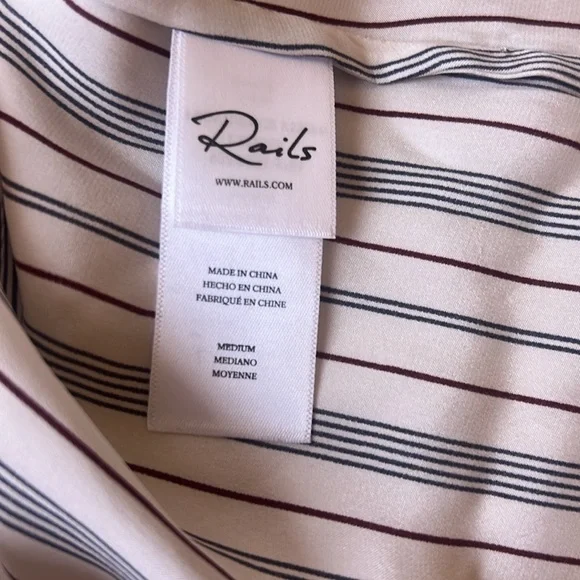 Rails
WWW.RAILS.COM
MADE IN CHINA
HECHO EN CHINA
FABRIQUÉ EN CHINE
MEDIUM
MEDIANO
MOYENNE